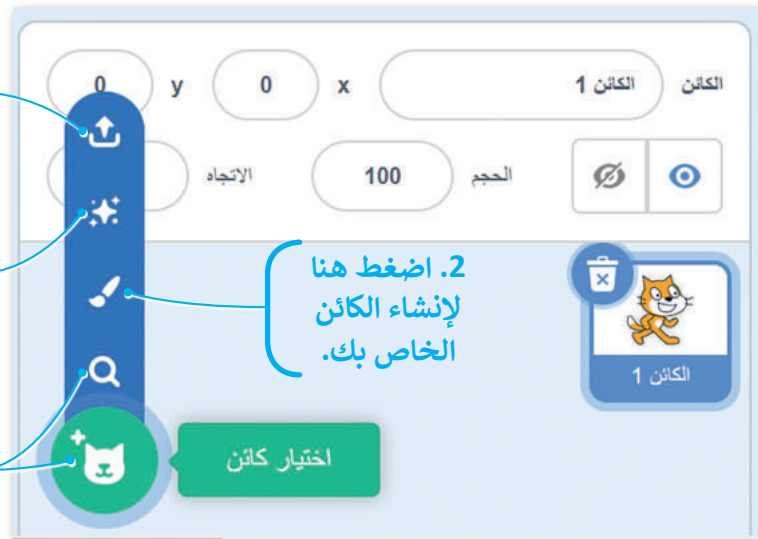 الكائن الكائن 1 x 0 y 0
الحجم 100 الاتجاه
2. اضغط هنا
لإنشاء الكائن
الخاص بك.
الكائن 1
اختيار كائن